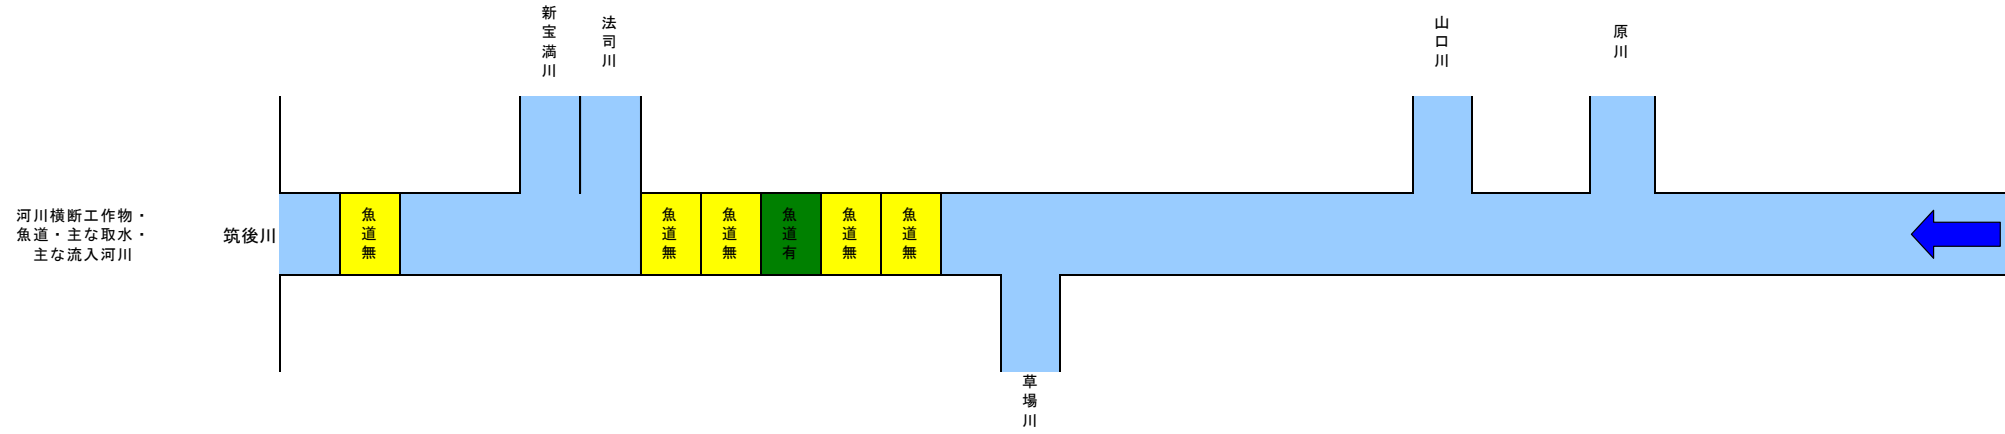 新宝満川
法司川
山口川
原川
河川横断工作物・
魚道・主な取水・
主な流入河川
筑後川
魚道無
魚道無
魚道無
魚道有
魚道無
魚道無
草場川